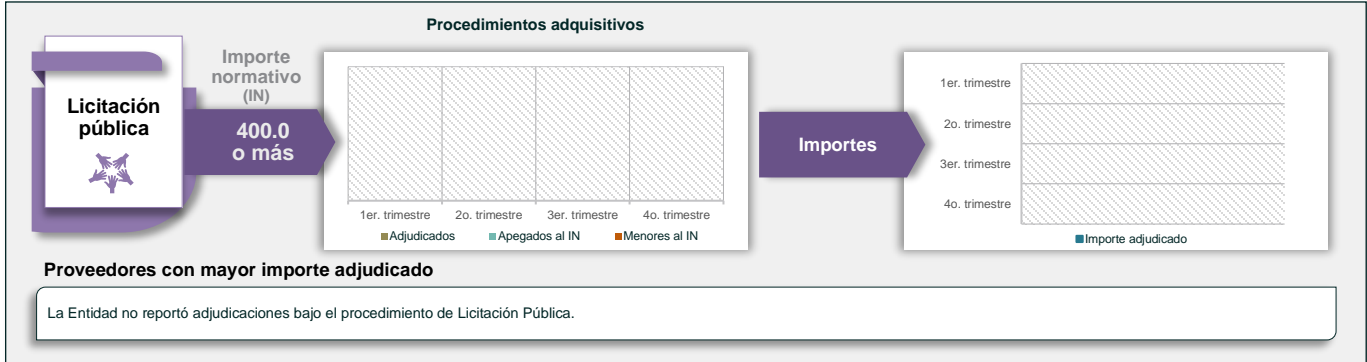 Procedimientos adquisitivos
Licitación
pública
Importe
normativo
(IN)
400.0
o más
1er. trimestre 2o. trimestre 3er. trimestre 4o. trimestre
Adjudicados Apegados al IN Menores al IN
Importes
1er. trimestre
2o. trimestre
3er. trimestre
4o. trimestre
Importe adjudicado
Proveedores con mayor importe adjudicado
La Entidad no reportó adjudicaciones bajo el procedimiento de Licitación Pública.